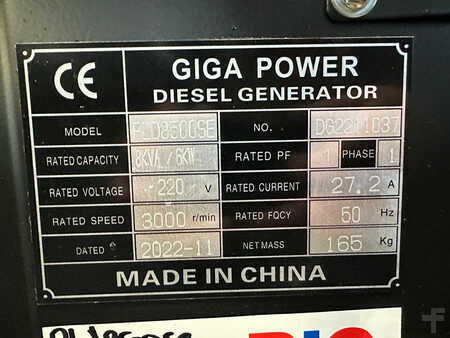 CE
GIGA POWER
DIESEL GENERATOR
MODEL PLD8500SE NO. DG2211037
RATED CAPACITY 8KVA/6KW RATED PF 1 PHASE 1
RATED VOLTAGE 220 V RATED CURRENT 27.2 A
RATED SPEED 3000 r/min RATED FQCY 50 Hz
DATED 2022-11 NET MASS 165 Kg
MADE IN CHINA